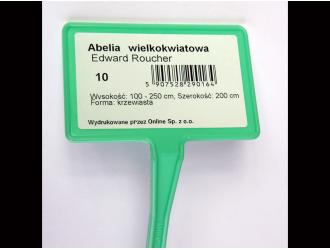 Abelia wielkokwiatowa
Edward Roucher
10
5 907528 290164
Wysokość: 100 - 250 cm, Szerokość: 200 cm
Forma: krzewiasta
Wydrukowane przez Online Sp. z o.o.